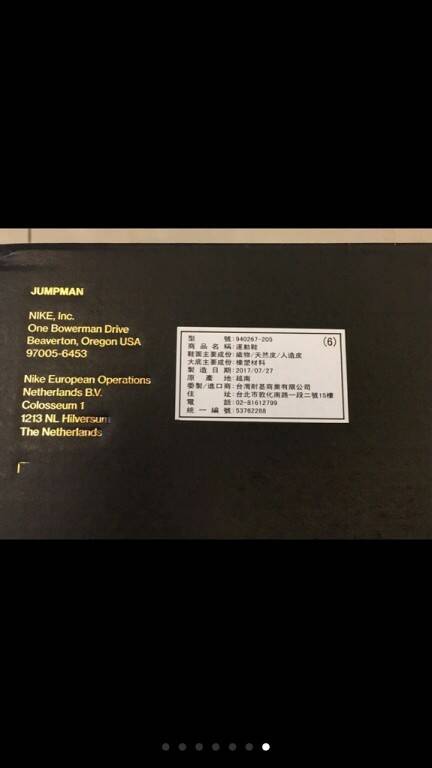 JUMPMAN
NIKE, Inc.
One Bowerman Drive
Beaverton, Oregon USA
97005-6453
Nike European Operations
Netherlands B.V.
Colosseum 1
1213 NL Hilversum
The Netherlands
(6)
型號:940267-205
商品名稱:運動鞋
鞋面主要成份:織物/天然皮/人造皮
大底主要成份:橡塑材料
製造日期:2017/07/27
原產地:越南
委製/進口商:台灣耐基商業有限公司
住址:台北市敦化南路一段二號15樓
電話:02-81612799
統一編號:53762288